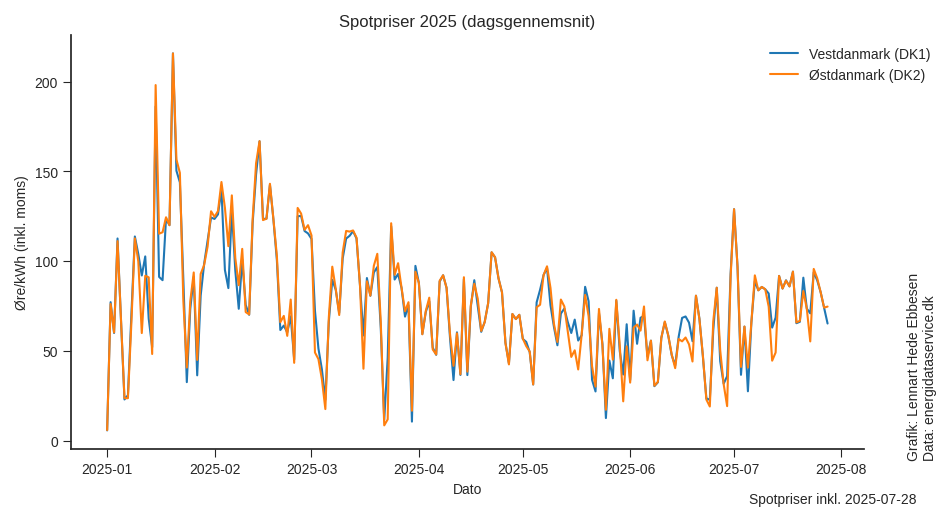 Spotpriser 2025 (dagsgennemsnit)
Vestdanmark (DK1)
Østdanmark (DK2)
Øre/kWh (inkl. moms)
200
150
100
50
0
2025-01
2025-02
2025-03
2025-04
2025-05
2025-06
2025-07
2025-08
Dato
Grafik: Lennart Hede Ebbesen
Data: energidataservice.dk
Spotpriser inkl. 2025-07-28